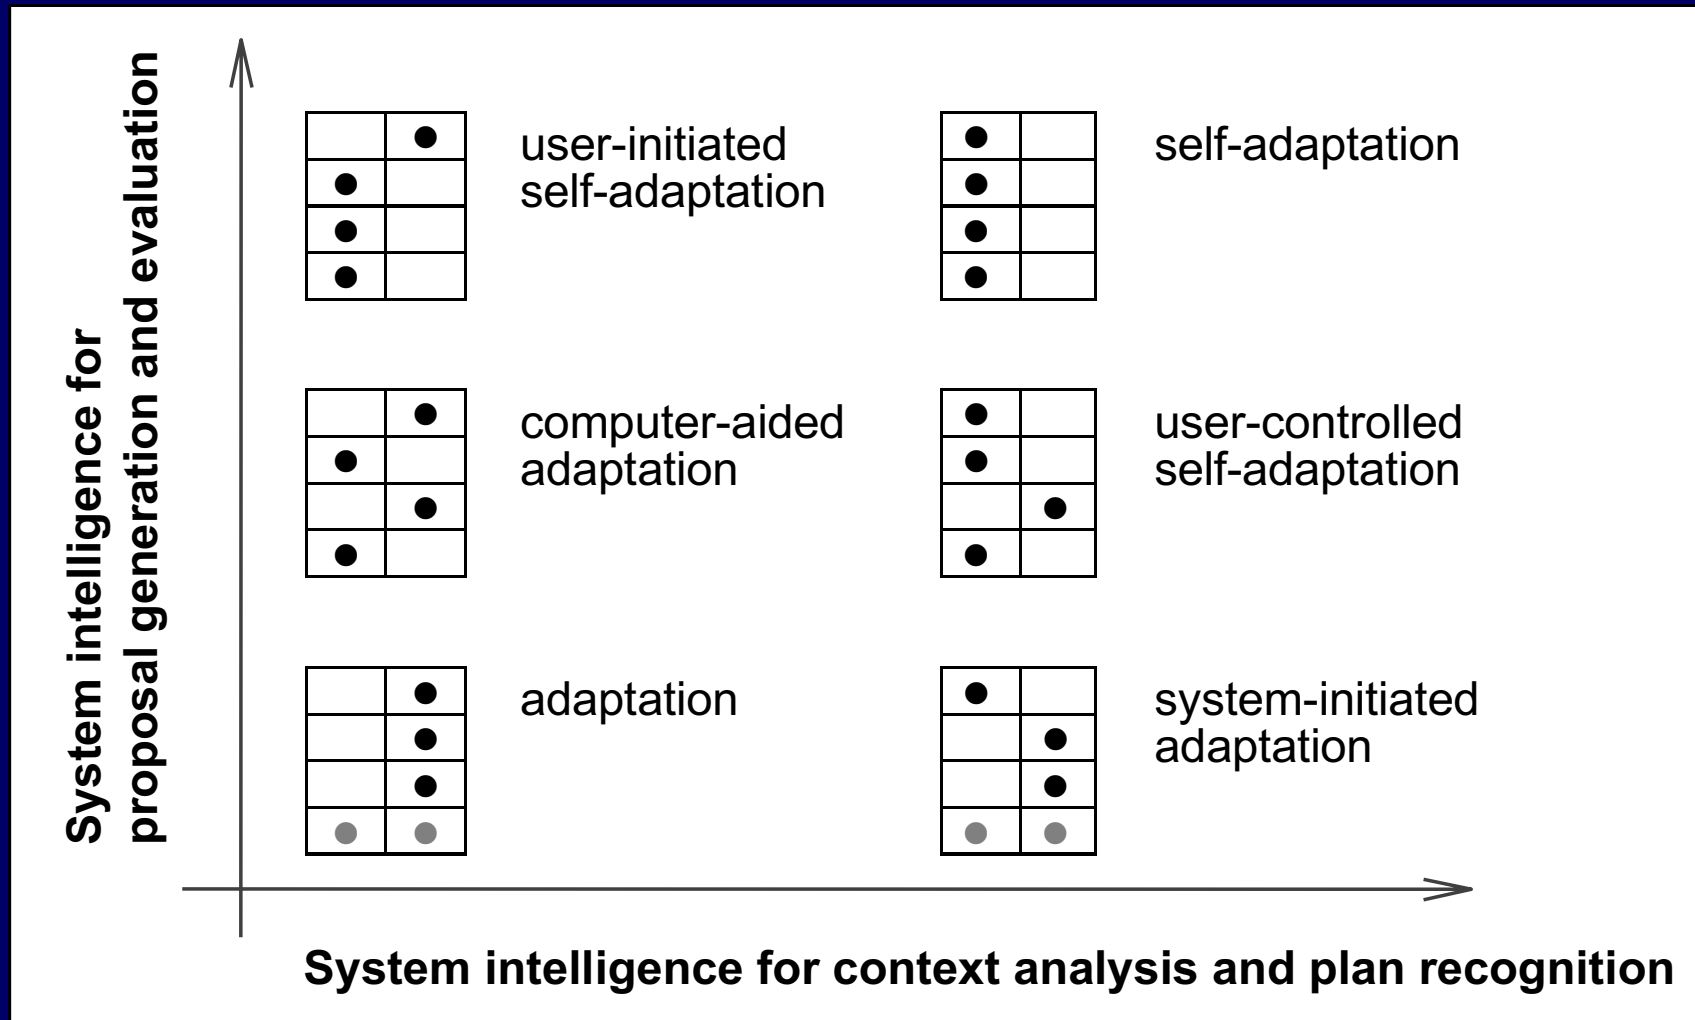 System intelligence for
proposal generation and evaluation
user-initiated
self-adaptation
self-adaptation
computer-aided
adaptation
user-controlled
self-adaptation
adaptation
system-initiated
adaptation
System intelligence for context analysis and plan recognition